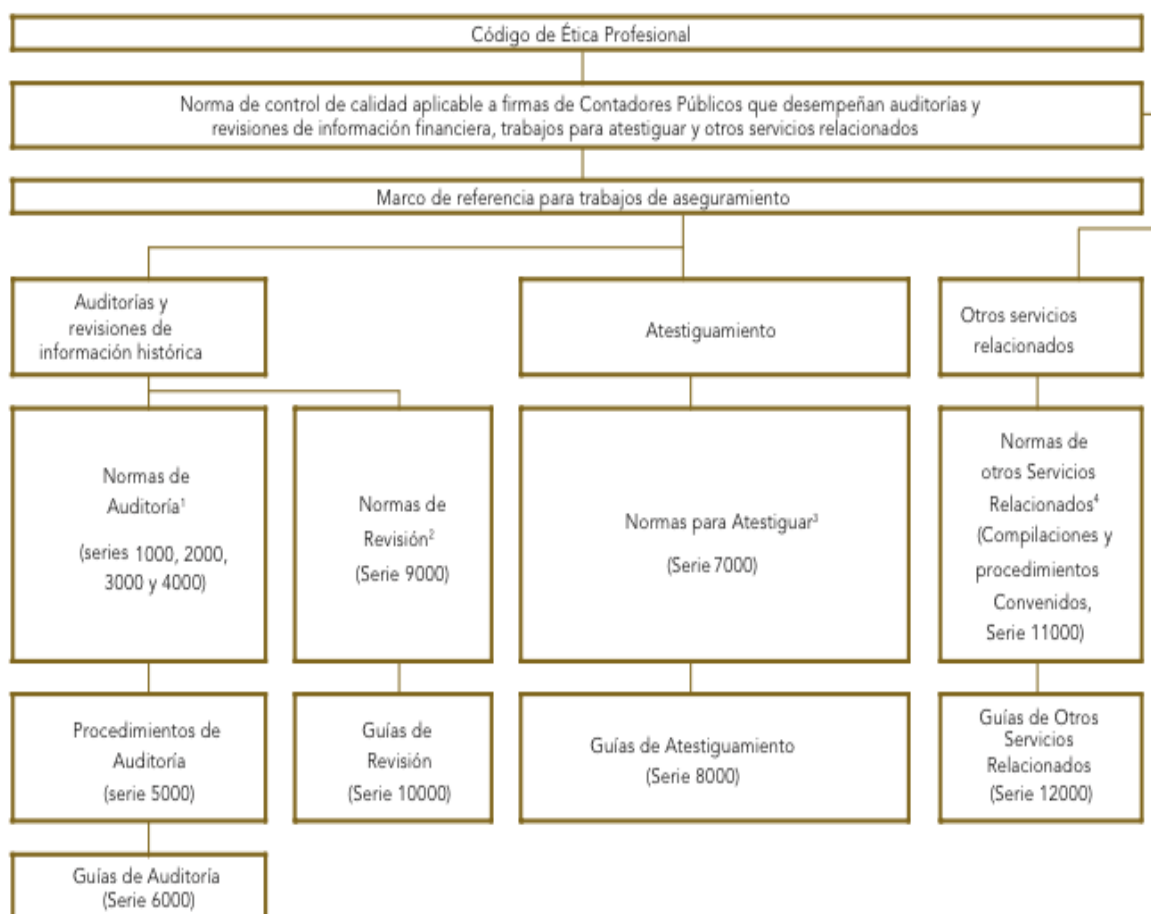 Código de Ética Profesional
Norma de control de calidad aplicable a firmas de Contadores Públicos que desempeñan auditorías y
revisiones de información financiera, trabajos para atestiguar y otros servicios relacionados
Marco de referencia para trabajos de aseguramiento
Auditorías y
revisiones de
información histórica
Atestiguamiento
Otros servicios
relacionados
Normas de
Auditoría¹
(series 1000, 2000,
3000 y 4000)
Normas de
Revisión²
(Serie 9000)
Normas para Atestiguar³
(Serie 7000)
Normas de
otros Servicios
Relacionados⁴
(Compilaciones y
procedimientos
Convenidos,
Serie 11000)
Procedimientos de
Auditoría
(serie 5000)
Guías de
Revisión
(Serie 10000)
Guías de Atestiguamiento
(Serie 8000)
Guías de Otros
Servicios
Relacionados
(Serie 12000)
Guías de Auditoría
(Serie 6000)